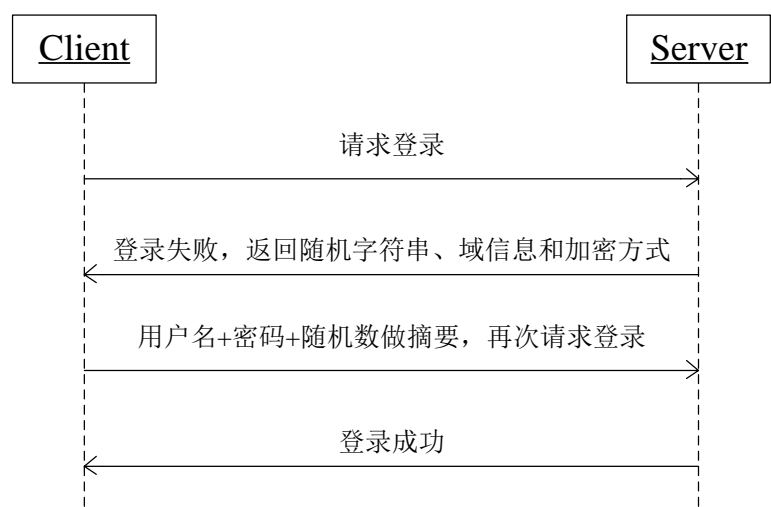 Client
Server
请求登录
登录失败，返回随机字符串、域信息和加密方式
用户名+密码+随机数做摘要，再次请求登录
登录成功